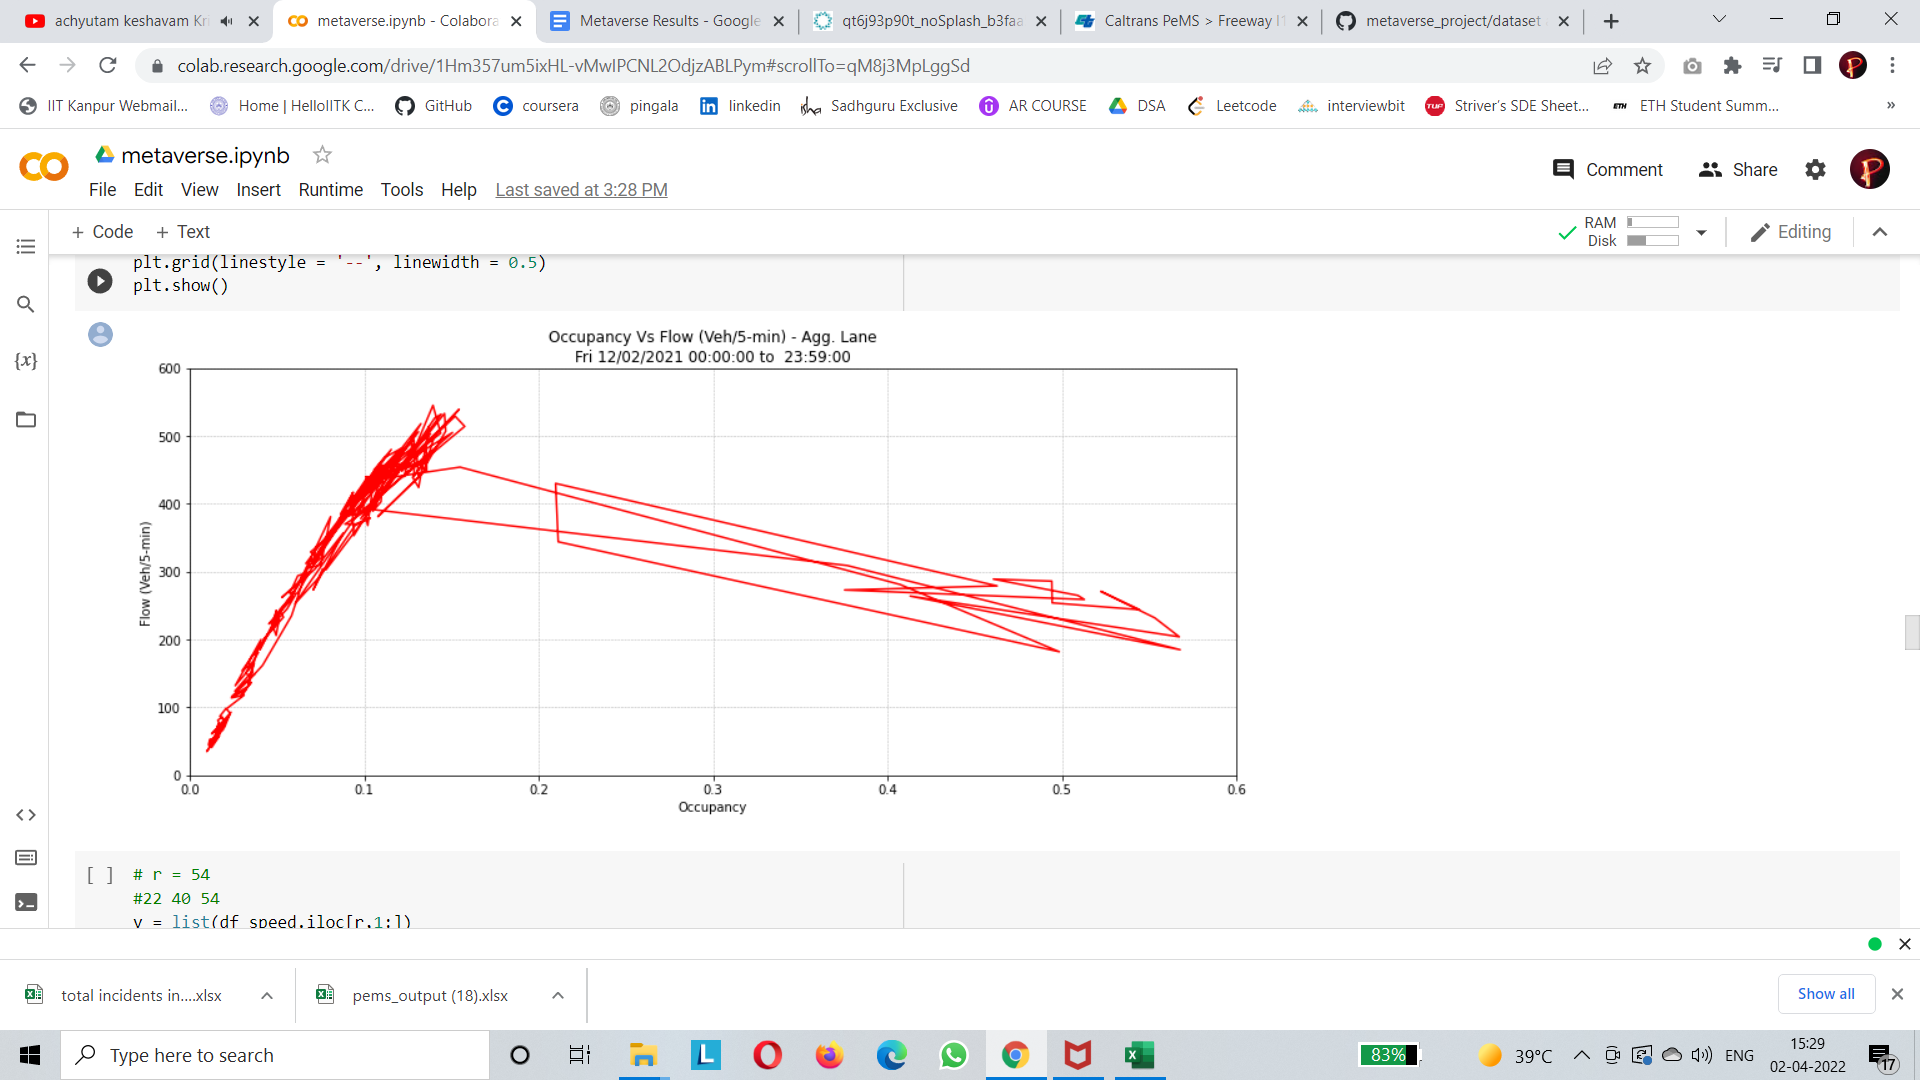 achyutam keshavam Kri
metaverse.ipynb - Colabora
Metaverse Results - Google
qt6j93p90t_noSplash_b3faa
Caltrans PeMS > Freeway I1
metaverse_project/dataset
colab.research.google.com/drive/1Hm357um5ixHL-vMwIPCNL2OdjzABLPym#scrollTo=qM8j3MpLggSd
IIT Kanpur Webmail... Home | HelloIITK C... GitHub coursera pingala linkedin Sadhguru Exclusive AR COURSE DSA Leetcode interviewbit Striver's SDE Sheet... ETH Student Summ... »
metaverse.ipynb
File Edit View Insert Runtime Tools Help Last saved at 3:28 PM
Comment Share
+ Code + Text
RAM
Disk
Editing
plt.grid(linestyle = '--', linewidth = 0.5)
plt.show()
Occupancy Vs Flow (Veh/5-min) - Agg. Lane
Fri 12/02/2021 00:00:00 to 23:59:00
600
500
400
300
200
100
0
Flow (Veh/5-min)
0.0 0.1 0.2 0.3 0.4 0.5 0.6
Occupancy
[ ] # r = 54
#22 40 54
y = list(df_speed.iloc[r,1:])
total incidents in....xlsx
pems_output (18).xlsx
Show all
Type here to search
83%
39°C
ENG
15:29
02-04-2022
17